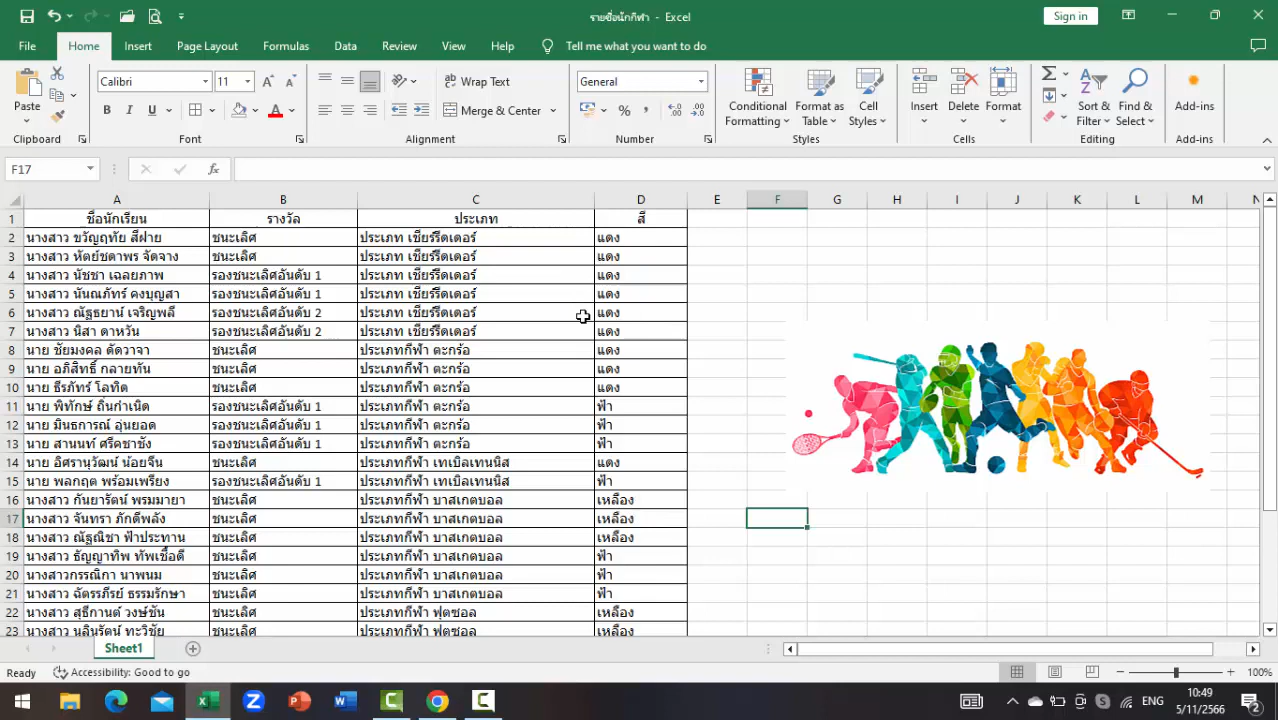 รายชื่อนักกีฬา - Excel
Sign in
File Home Insert Page Layout Formulas Data Review View Help Tell me what you want to do
Paste
Calibri 11
B I U
Wrap Text
Merge & Center
General
Conditional Formatting
Format as Table
Cell Styles
Insert
Delete
Format
Sort & Filter
Find & Select
Add-ins
Clipboard Font Alignment Number Styles Cells Editing Add-ins
F17
fx
A B C D E F G H I J K L M N
1 ชื่อนักเรียน รางวัล ประเภท สี
2 นางสาว ขวัญฤทัย สีฝาย ชนะเลิศ ประเภท เชียร์รีดเดอร์ แดง
3 นางสาว หัตย์ชตาพร จัดจาง ชนะเลิศ ประเภท เชียร์รีดเดอร์ แดง
4 นางสาว นัชชา เฉลยภาพ รองชนะเลิศอันดับ 1 ประเภท เชียร์รีดเดอร์ แดง
5 นางสาว นันณภัทร์ คงบุญสา รองชนะเลิศอันดับ 1 ประเภท เชียร์รีดเดอร์ แดง
6 นางสาว ณัฐธยาน์ เจริญพลี รองชนะเลิศอันดับ 2 ประเภท เชียร์รีดเดอร์ แดง
7 นางสาว นิสา ดาหวัน รองชนะเลิศอันดับ 2 ประเภท เชียร์รีดเดอร์ แดง
8 นาย ชัยมงคล ดัดวาจา ชนะเลิศ ประเภทกีฬา ตะกร้อ แดง
9 นาย อภิสิทธิ์ กลายทัน ชนะเลิศ ประเภทกีฬา ตะกร้อ แดง
10 นาย ธีรภัทร์ โลทิต ชนะเลิศ ประเภทกีฬา ตะกร้อ แดง
11 นาย พิทักษ์ ถิ่นกำเนิด รองชนะเลิศอันดับ 1 ประเภทกีฬา ตะกร้อ ฟ้า
12 นาย มินธการณ์ อุ่นยอด รองชนะเลิศอันดับ 1 ประเภทกีฬา ตะกร้อ ฟ้า
13 นาย สานนท์ ศรีคชาชัง รองชนะเลิศอันดับ 1 ประเภทกีฬา ตะกร้อ ฟ้า
14 นาย อิศรานุวัฒน์ น้อยจีน ชนะเลิศ ประเภทกีฬา เทเบิลเทนนิส แดง
15 นาย พลกฤต พร้อมเพรียง รองชนะเลิศอันดับ 1 ประเภทกีฬา เทเบิลเทนนิส ฟ้า
16 นางสาว กันยารัตน์ พรมมายา ชนะเลิศ ประเภทกีฬา บาสเกตบอล เหลือง
17 นางสาว จันทรา ภักดีพลัง ชนะเลิศ ประเภทกีฬา บาสเกตบอล เหลือง
18 นางสาว ณัฐณิชา ฟ้าประทาน ชนะเลิศ ประเภทกีฬา บาสเกตบอล เหลือง
19 นางสาว ธัญญาทิพ ทัพเชื้อดี ชนะเลิศ ประเภทกีฬา บาสเกตบอล ฟ้า
20 นางสาวกรรณิกา นาพนม ชนะเลิศ ประเภทกีฬา บาสเกตบอล ฟ้า
21 นางสาว ฉัตรรภีรย์ ธรรมรักษา ชนะเลิศ ประเภทกีฬา บาสเกตบอล ฟ้า
22 นางสาว สุธีกานต์ วงษ์ชัน ชนะเลิศ ประเภทกีฬา ฟุตซอล เหลือง
23 นางสาว นลินรัตน์ ทะวิชัย ชนะเลิศ ประเภทกีฬา ฟุตซอล เหลือง
Sheet1
Ready Accessibility: Good to go 100%
ENG
10:49
5/11/2566
2